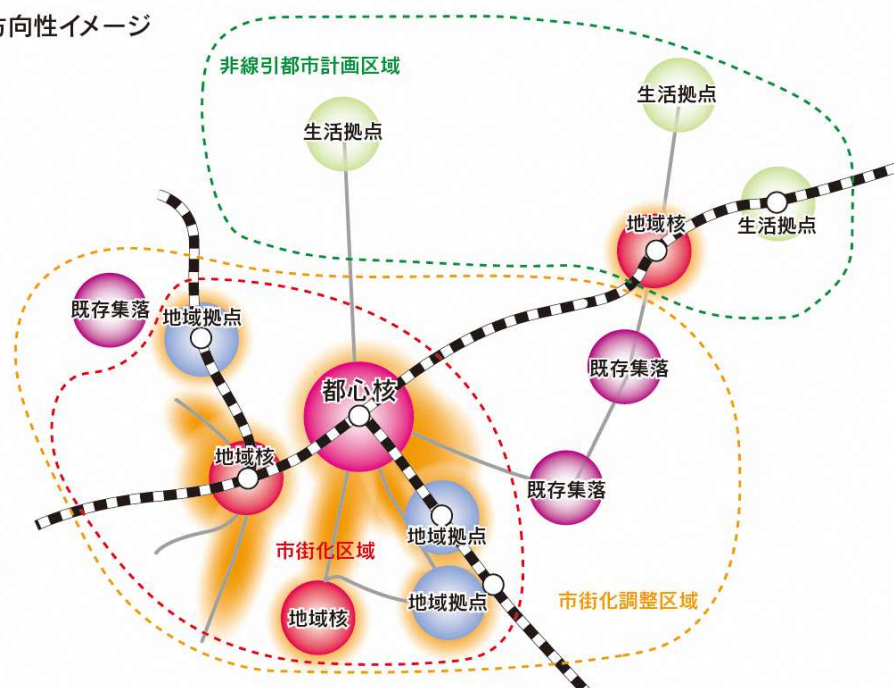 方向性イメージ
非線引都市計画区域
生活拠点
生活拠点
生活拠点
地域核
既存集落
地域拠点
既存集落
都心核
地域核
既存集落
地域拠点
市街化区域
地域核
地域拠点
市街化調整区域